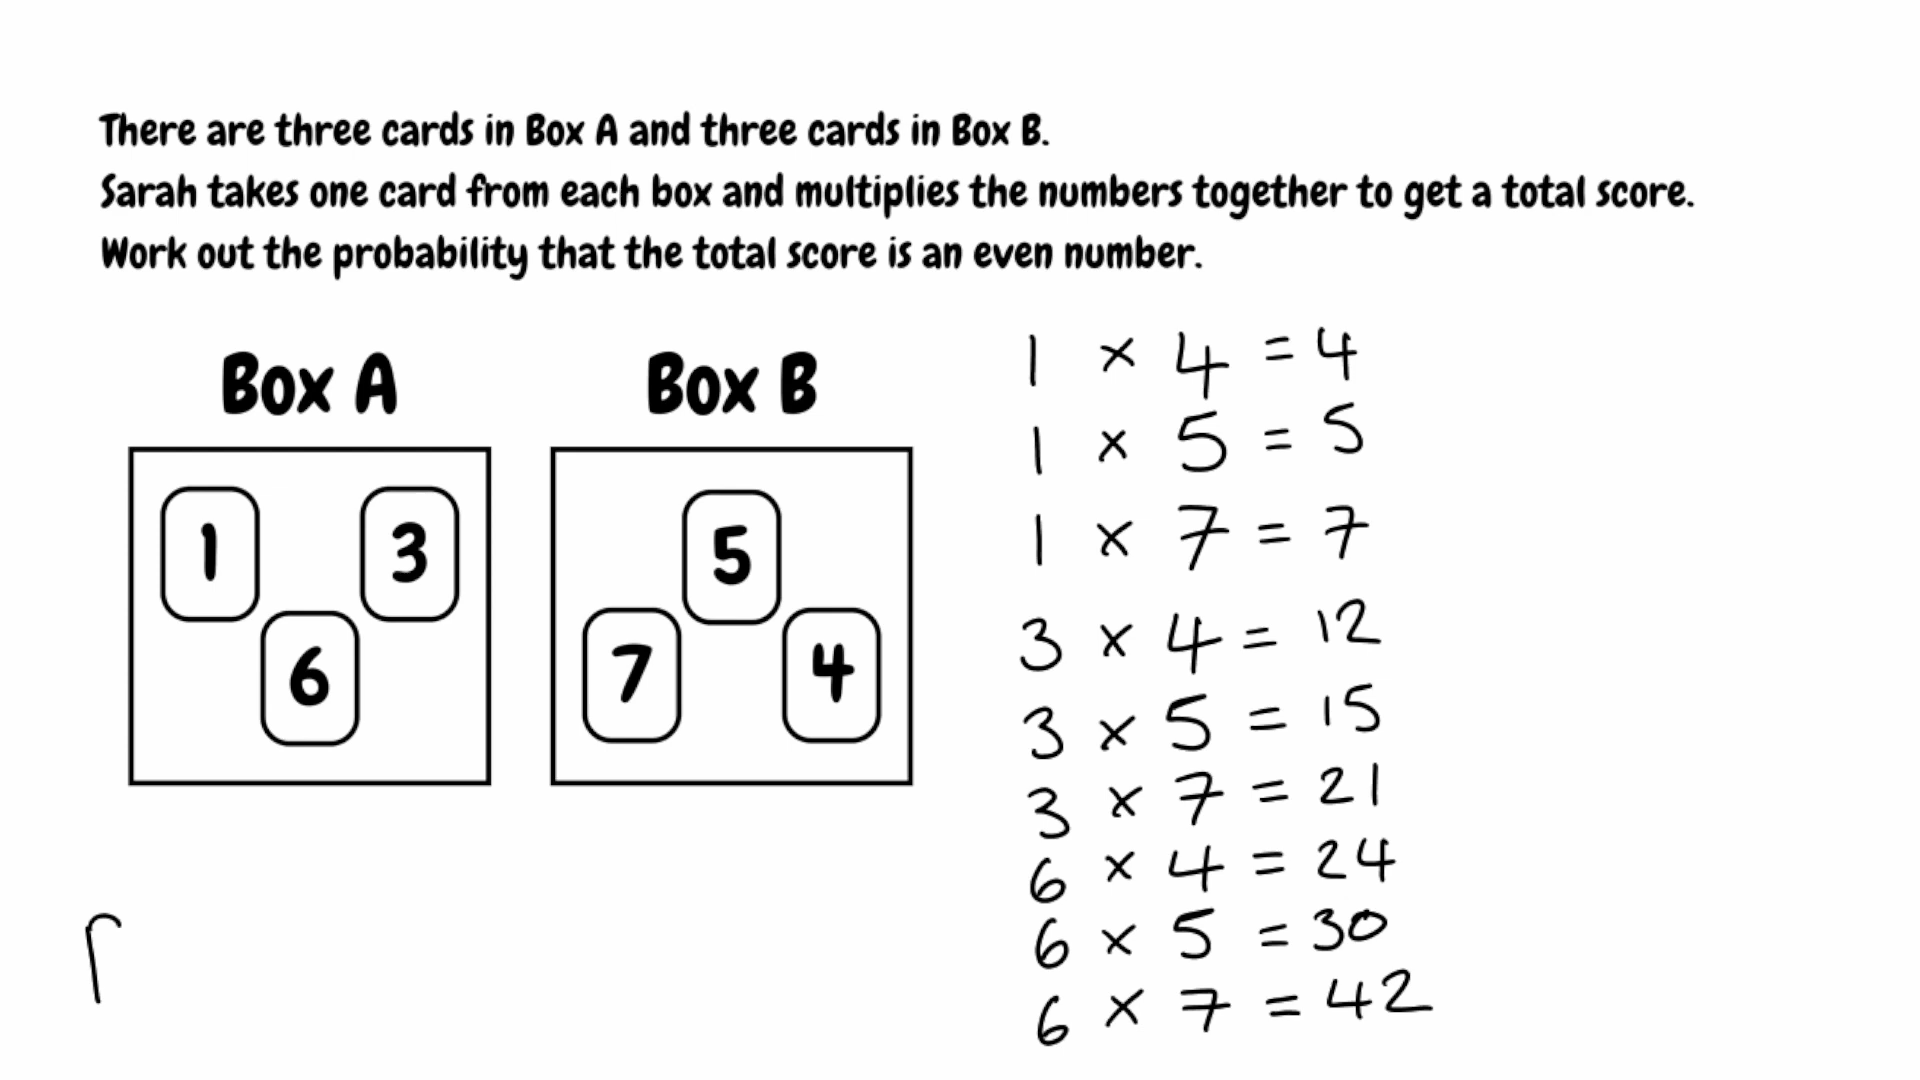 There are three cards in Box A and three cards in Box B.
Sarah takes one card from each box and multiplies the numbers together to get a total score.
Work out the probability that the total score is an even number.
Box A
Box B
1 3
6
5
7 4
1 × 4 = 4
1 × 5 = 5
1 × 7 = 7
3 × 4 = 12
3 × 5 = 15
3 × 7 = 21
6 × 4 = 24
6 × 5 = 30
6 × 7 = 42